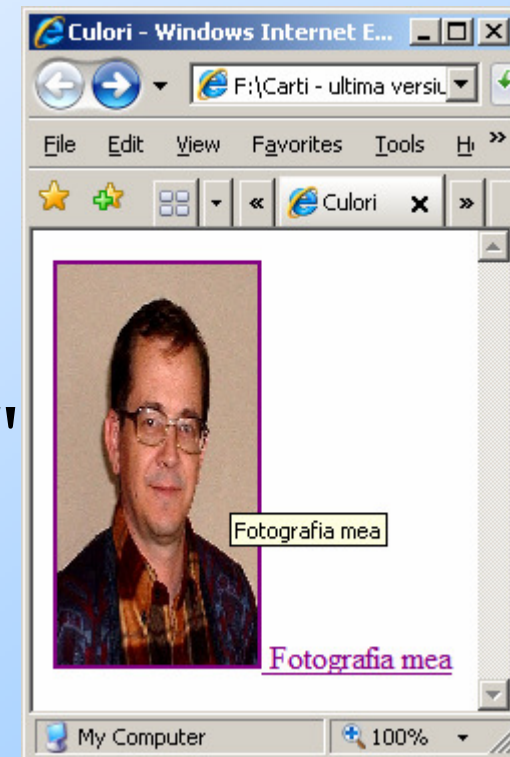 Culori - Windows Internet E...
F:\Carti - ultima versiu
File Edit View Favorites Tools
« Culori x »
Fotografia mea
Fotografia mea
My Computer 100%
"